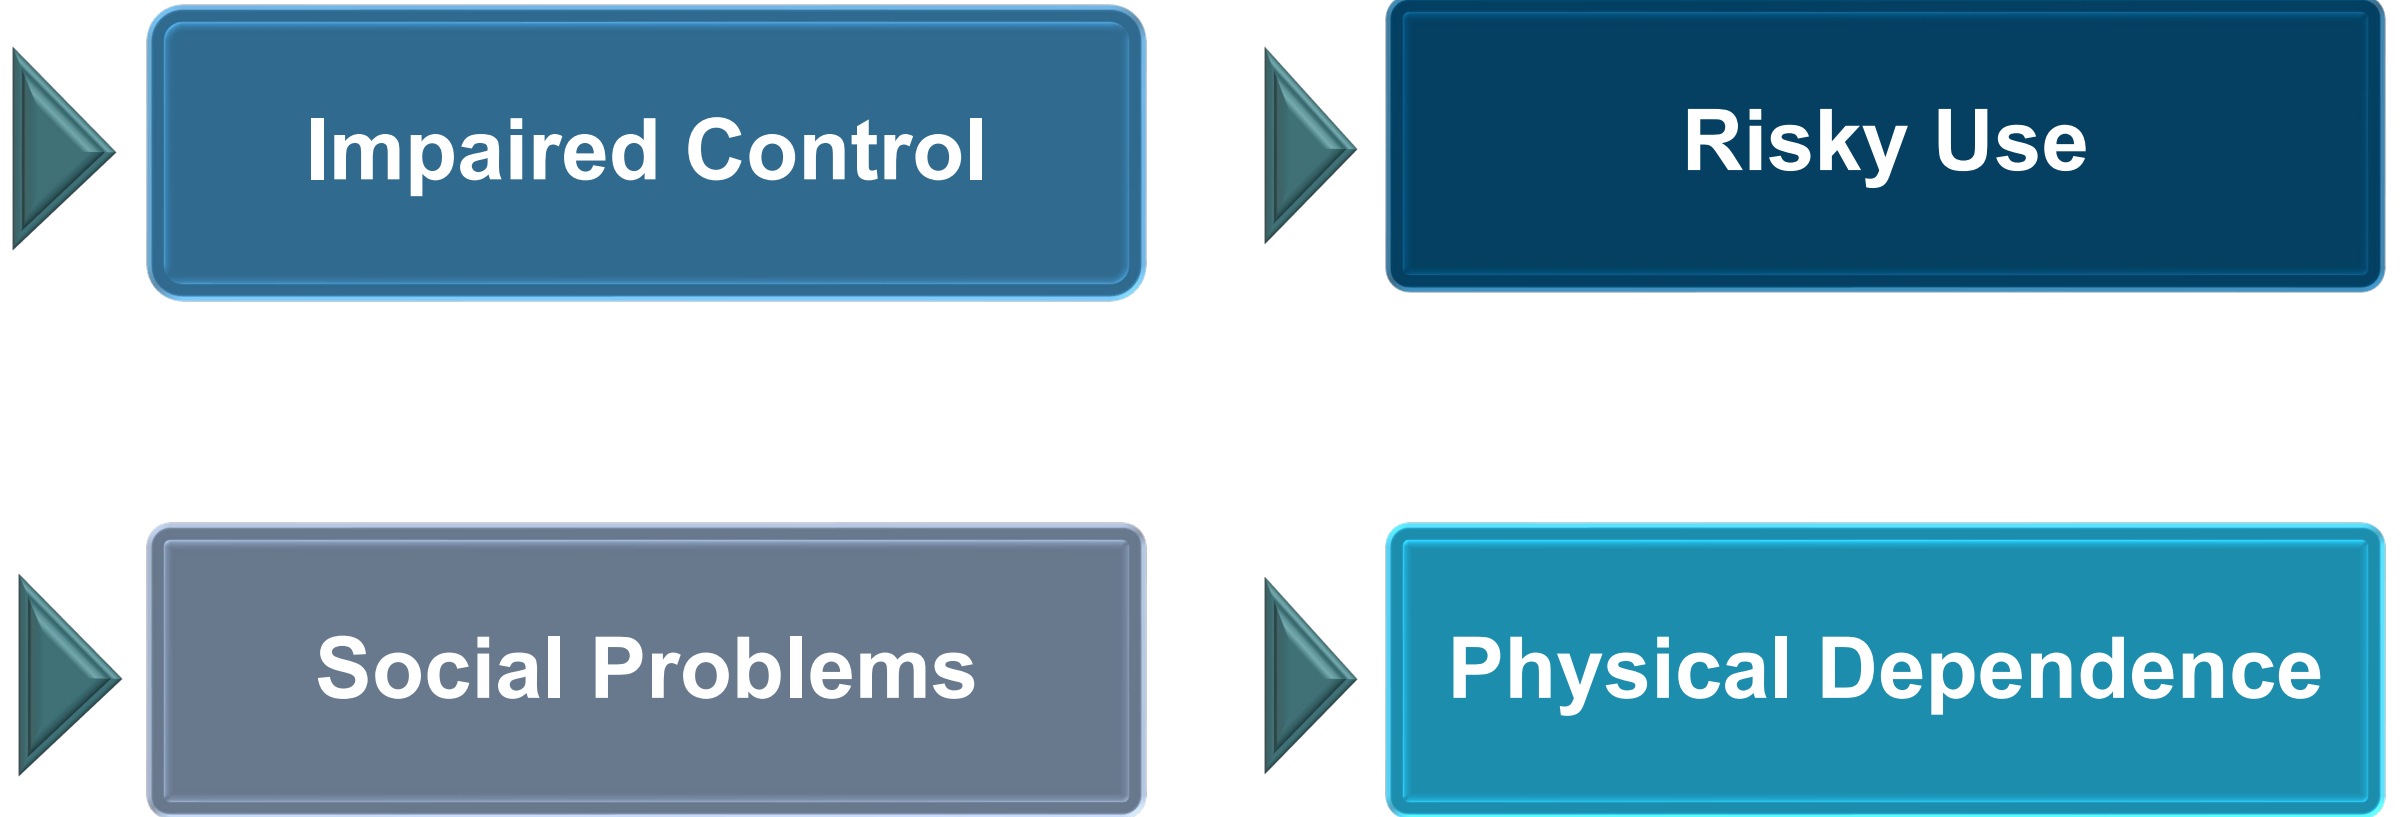 Impaired Control
Risky Use
Social Problems
Physical Dependence